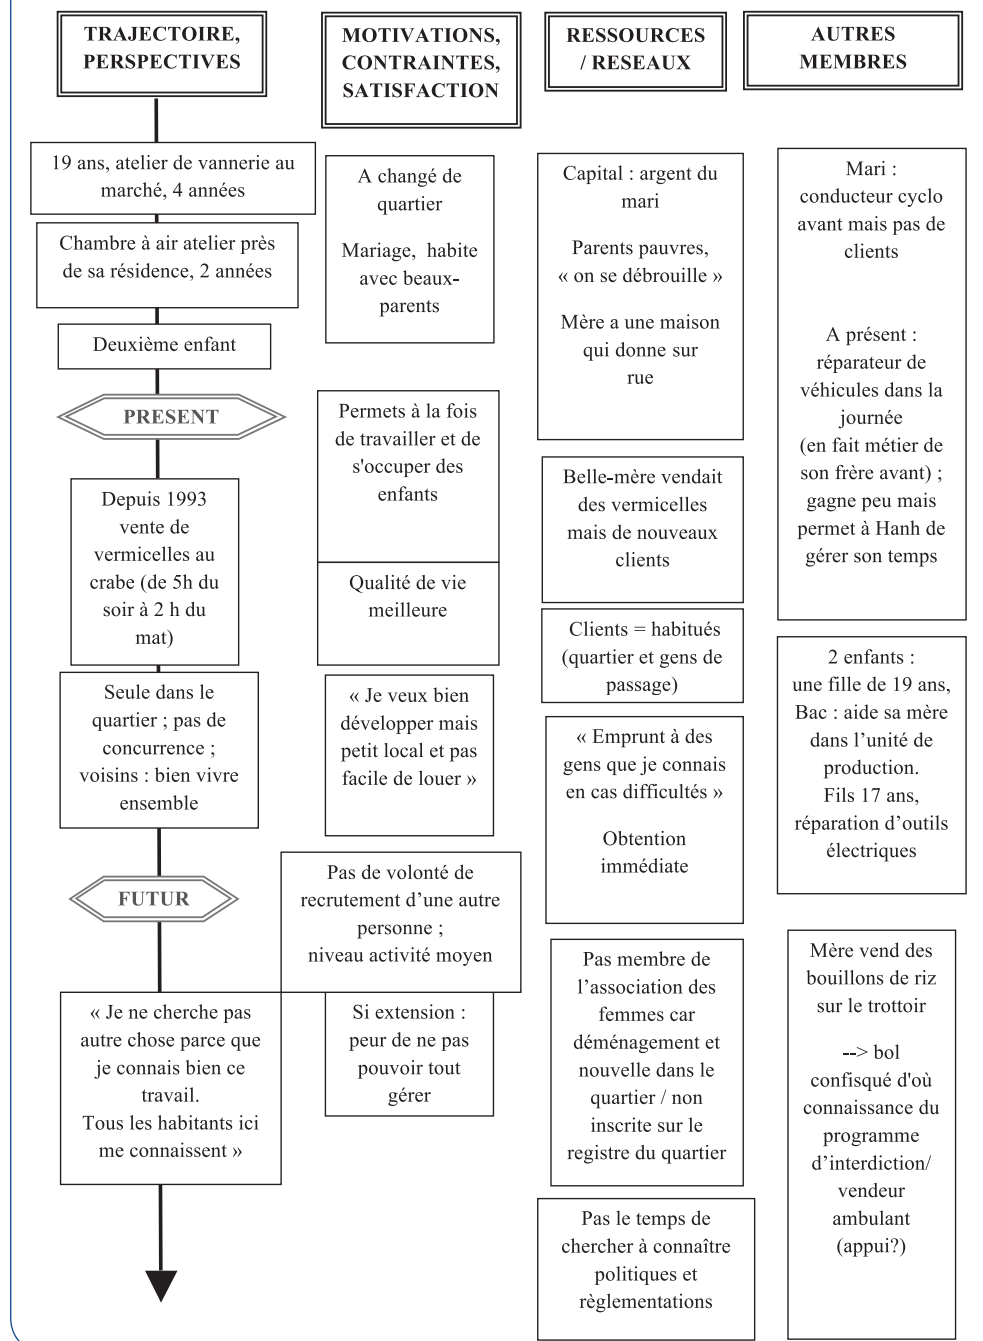 TRAJECTOIRE,
PERSPECTIVES
19 ans, atelier de vannerie au
marché, 4 années
Chambre à air atelier près
de sa résidence, 2 années
Deuxième enfant
PRESENT
Depuis 1993
vente de
vermicelles au
crabe (de 5h du
soir à 2 h du
mat)
Seule dans le
quartier ; pas de
concurrence ;
voisins : bien vivre
ensemble
FUTUR
« Je ne cherche pas
autre chose parce que
je connais bien ce
travail.
Tous les habitants ici
me connaissent »
MOTIVATIONS,
CONTRAINTES,
SATISFACTION
A changé de
quartier
Mariage, habite
avec beaux-
parents
Permets à la fois
de travailler et de
s'occuper des
enfants
Qualité de vie
meilleure
« Je veux bien
développer mais
petit local et pas
facile de louer »
Pas de volonté de
recrutement d'une autre
personne ;
niveau activité moyen
Si extension :
peur de ne pas
pouvoir tout
gérer
RESSOURCES
/ RESEAUX
Capital : argent du
mari
Parents pauvres,
« on se débrouille »
Mère a une maison
qui donne sur
rue
Belle-mère vendait
des vermicelles
mais de nouveaux
clients
Clients = habitués
(quartier et gens de
passage)
« Emprunt à des
gens que je connais
en cas difficultés »
Obtention
immédiate
Pas membre de
l'association des
femmes car
déménagement et
nouvelle dans le
quartier / non
inscrite sur le
registre du quartier
Pas le temps de
chercher à connaître
politiques et
règlementations
AUTRES
MEMBRES
Mari :
conducteur cyclo
avant mais pas de
clients
A présent :
réparateur de
véhicules dans la
journée
(en fait métier de
son frère avant) ;
gagne peu mais
permet à Hanh de
gérer son temps
2 enfants :
une fille de 19 ans,
Bac : aide sa mère
dans l'unité de
production.
Fils 17 ans,
réparation d'outils
électriques
Mère vend des
bouillons de riz
sur le trottoir
--> bol
confisqué d'où
connaissance du
programme
d'interdiction/
vendeur
ambulant
(appui?)